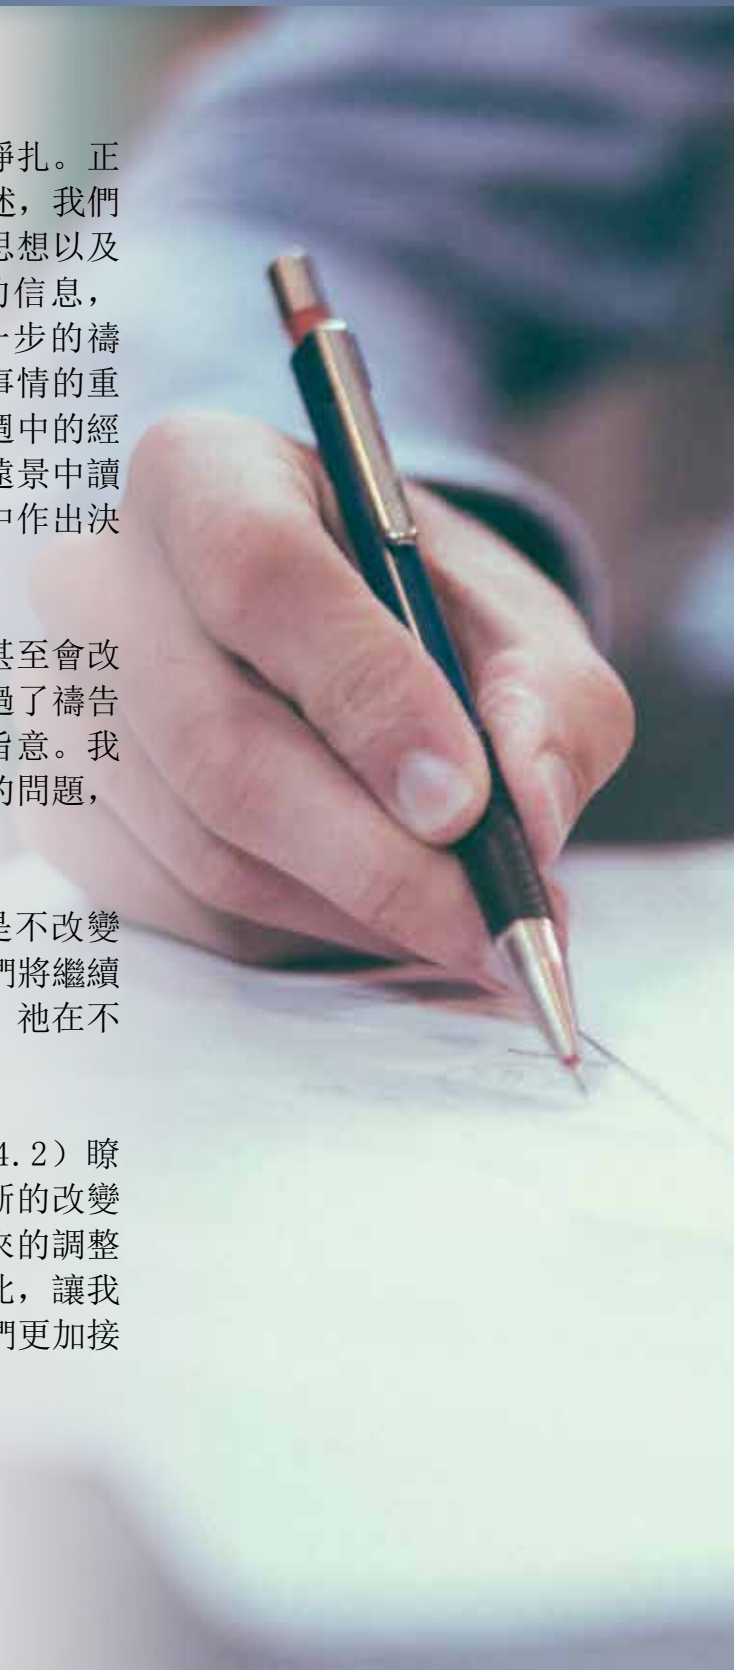 掙扎。正
述，我們
思想以及
的信息，
一步的禱
事情的重
週中的經
遠景中讀
中作出決
甚至會改
過了禱告
旨意。我
的問題，
是不改變
們將繼續
祂在不
4.2）瞭
新的改變
來的調整
此，讓我
們更加接